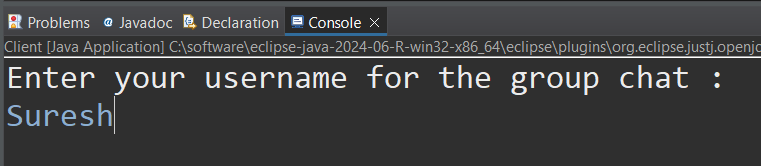 Problems Javadoc Declaration Console
Client [Java Application] C:\software\eclipse-java-2024-06-R-win32-x86_64\eclipse\plugins\org.eclipse.justj.openjc
Enter your username for the group chat :
Suresh